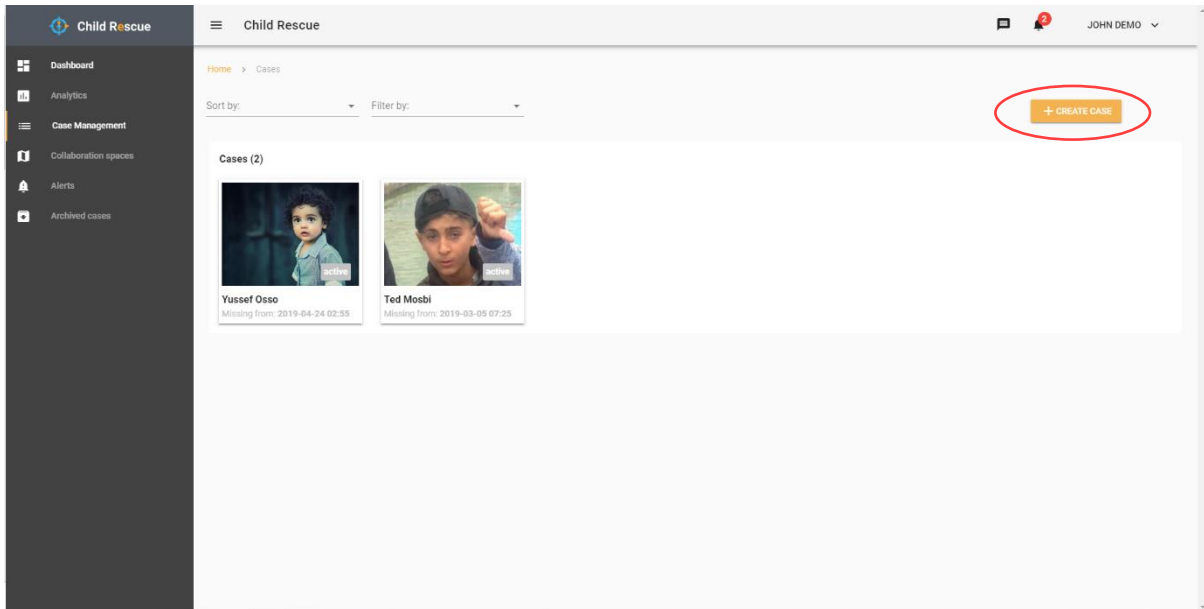 Child Rescue
Child Rescue
2
JOHN DEMO
Dashboard
Analytics
Case Management
Collaboration spaces
Alerts
Archived cases
Home > Cases
Sort by:
Filter by:
+ CREATE CASE
Cases (2)
active
active
Yussef Osso
Missing from: 2019-04-24 02:55
Ted Mosbi
Missing from: 2019-03-05 07:25